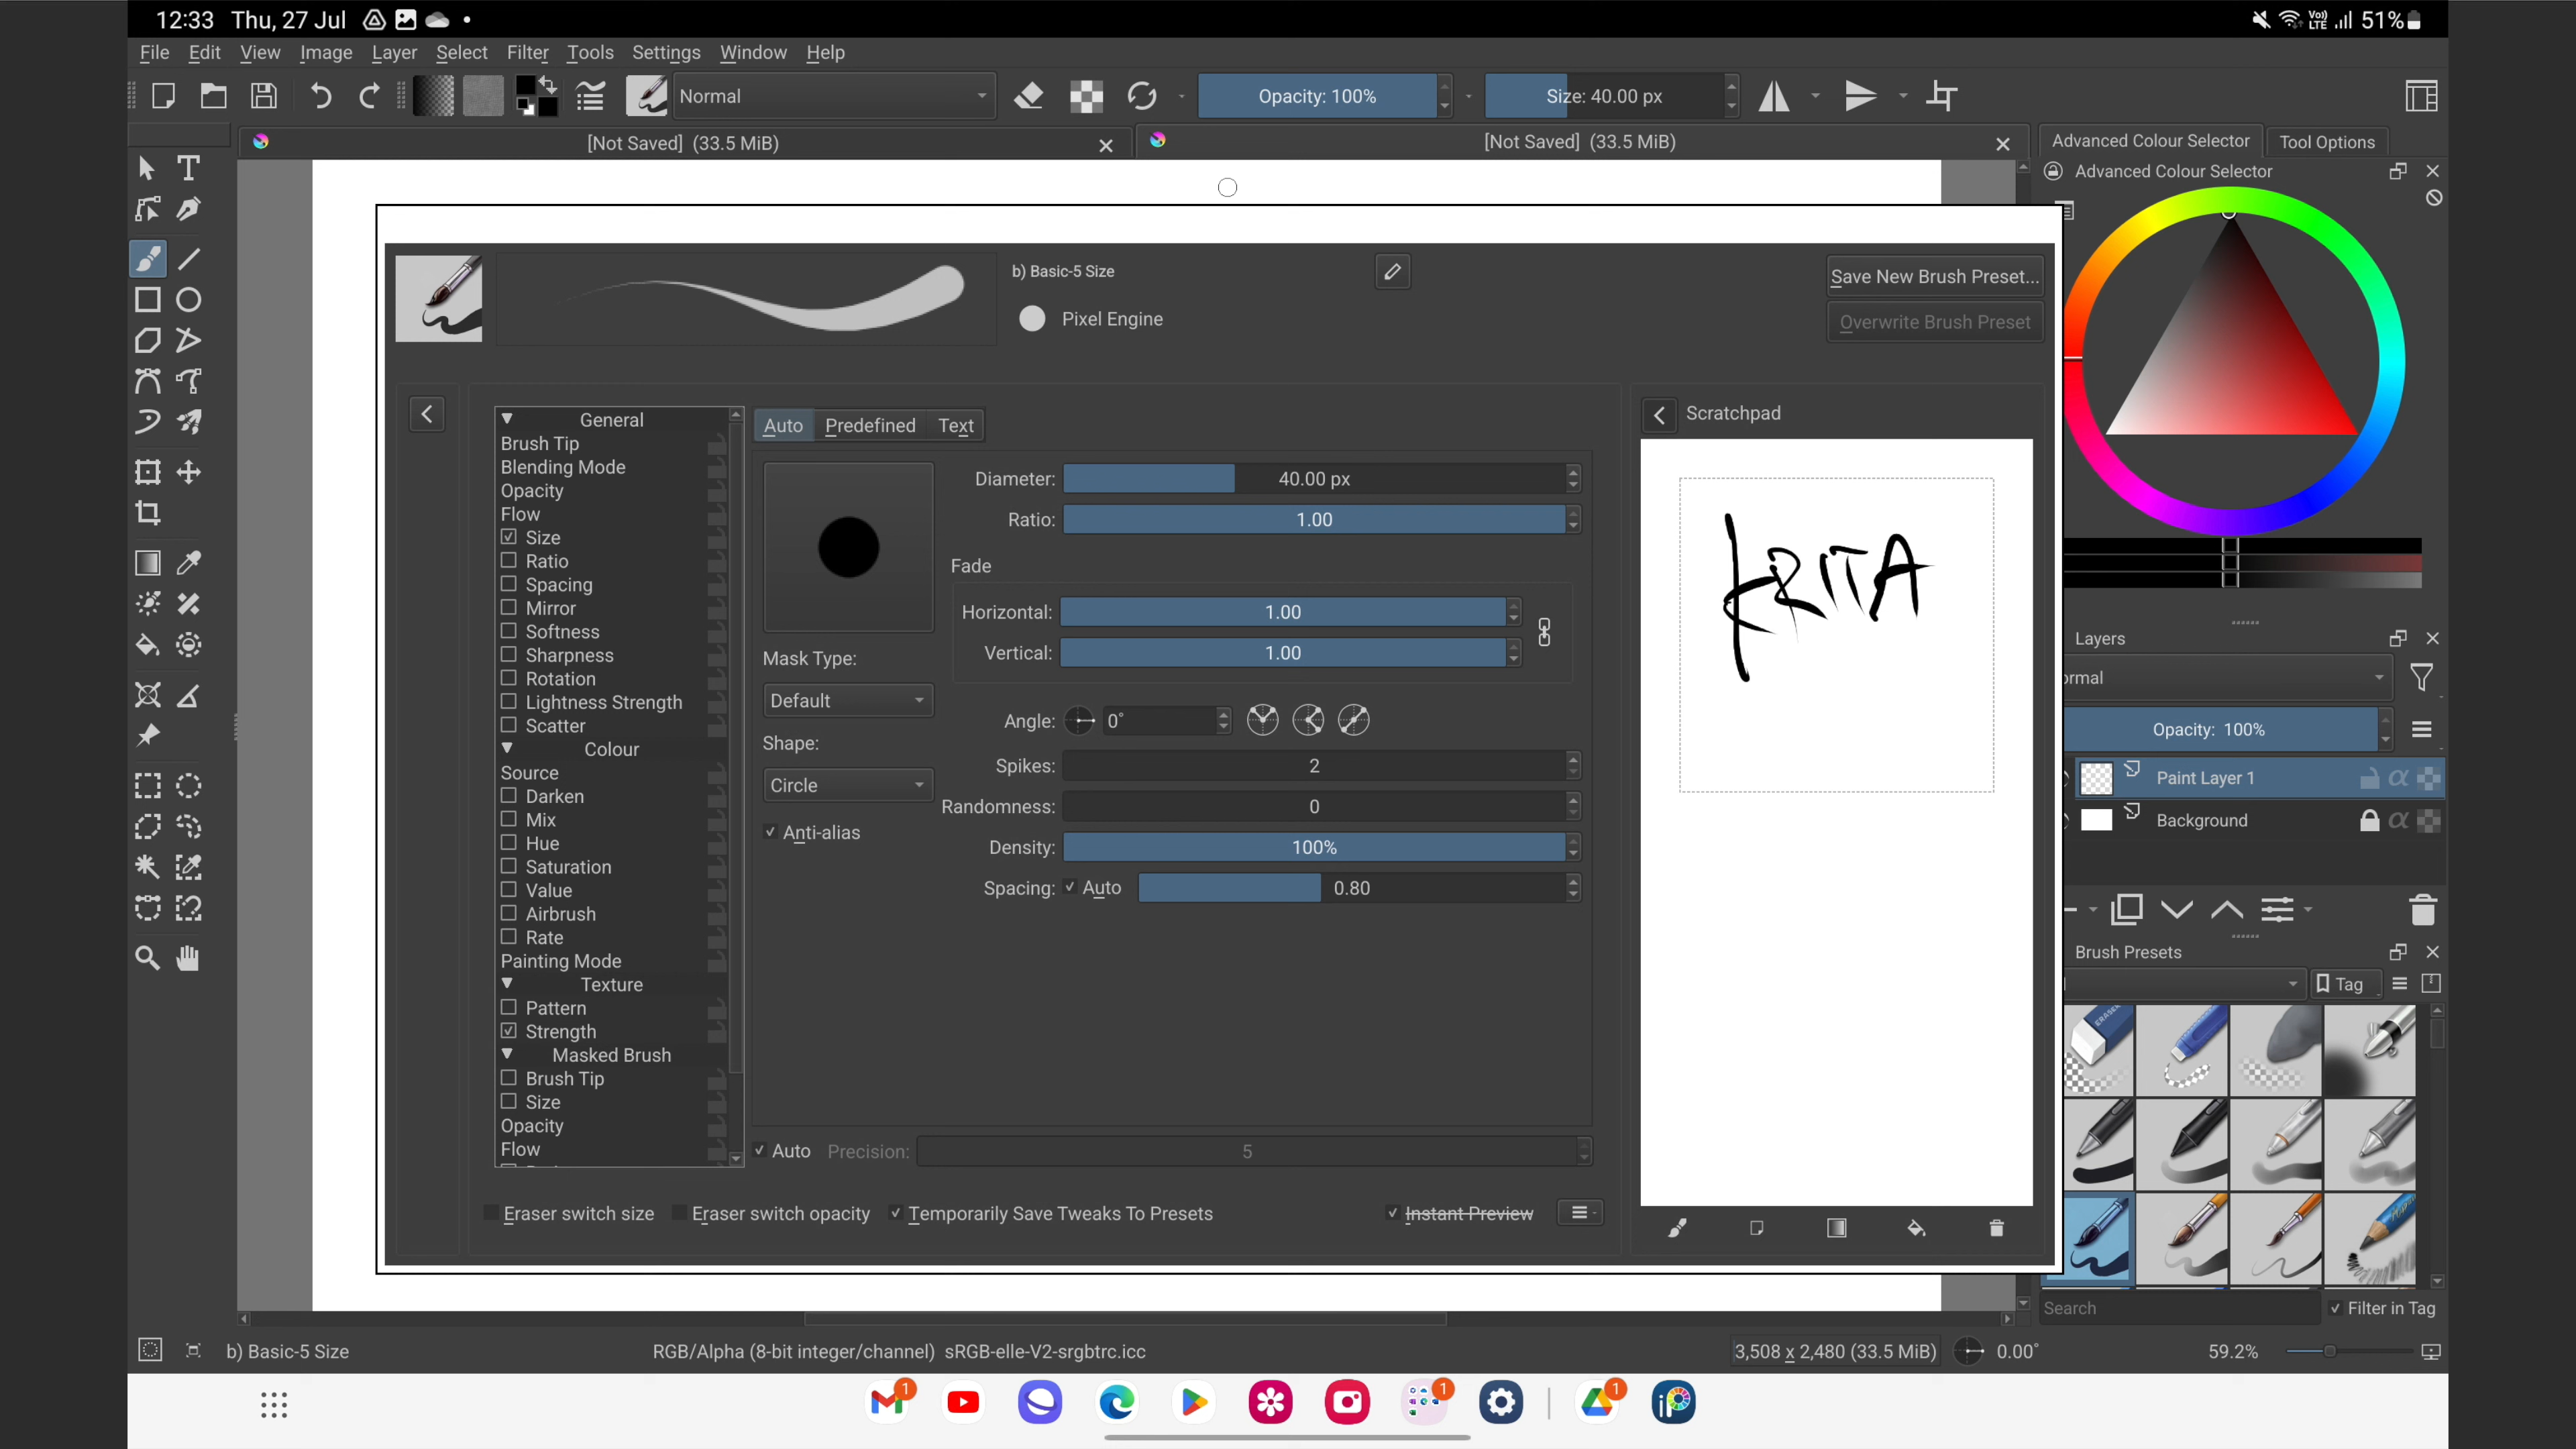 12:33 Thu, 27 Jul
Vo)) LTE 51%
File Edit View Image Layer Select Filter Tools Settings Window Help
Normal
Opacity: 100%
Size: 40.00 px
[Not Saved] (33.5 MiB)
[Not Saved] (33.5 MiB)
Advanced Colour Selector
Tool Options
Advanced Colour Selector
b) Basic-5 Size
Pixel Engine
Save New Brush Preset...
Overwrite Brush Preset
General
Brush Tip
Blending Mode
Opacity
Flow
Size
Ratio
Spacing
Mirror
Softness
Sharpness
Rotation
Lightness Strength
Scatter
Colour
Source
Darken
Mix
Hue
Saturation
Value
Airbrush
Rate
Painting Mode
Texture
Pattern
Strength
Masked Brush
Brush Tip
Size
Opacity
Flow
Auto Predefined Text
Diameter: 40.00 px
Ratio: 1.00
Fade
Horizontal: 1.00
Vertical: 1.00
Mask Type:
Default
Shape:
Circle
Anti-alias
Angle: 0°
Spikes: 2
Randomness: 0
Density: 100%
Spacing: Auto 0.80
Auto Precision: 5
Eraser switch size Eraser switch opacity Temporarily Save Tweaks To Presets Instant Preview
Scratchpad
KRITA
Layers
ormal
Opacity: 100%
Paint Layer 1
Background
Brush Presets
Tag
ERASER
Search
Filter in Tag
b) Basic-5 Size
RGB/Alpha (8-bit integer/channel) sRGB-elle-V2-srgbtrc.icc
3,508 x 2,480 (33.5 MiB)
0.00°
59.2%
1
1
1
iP